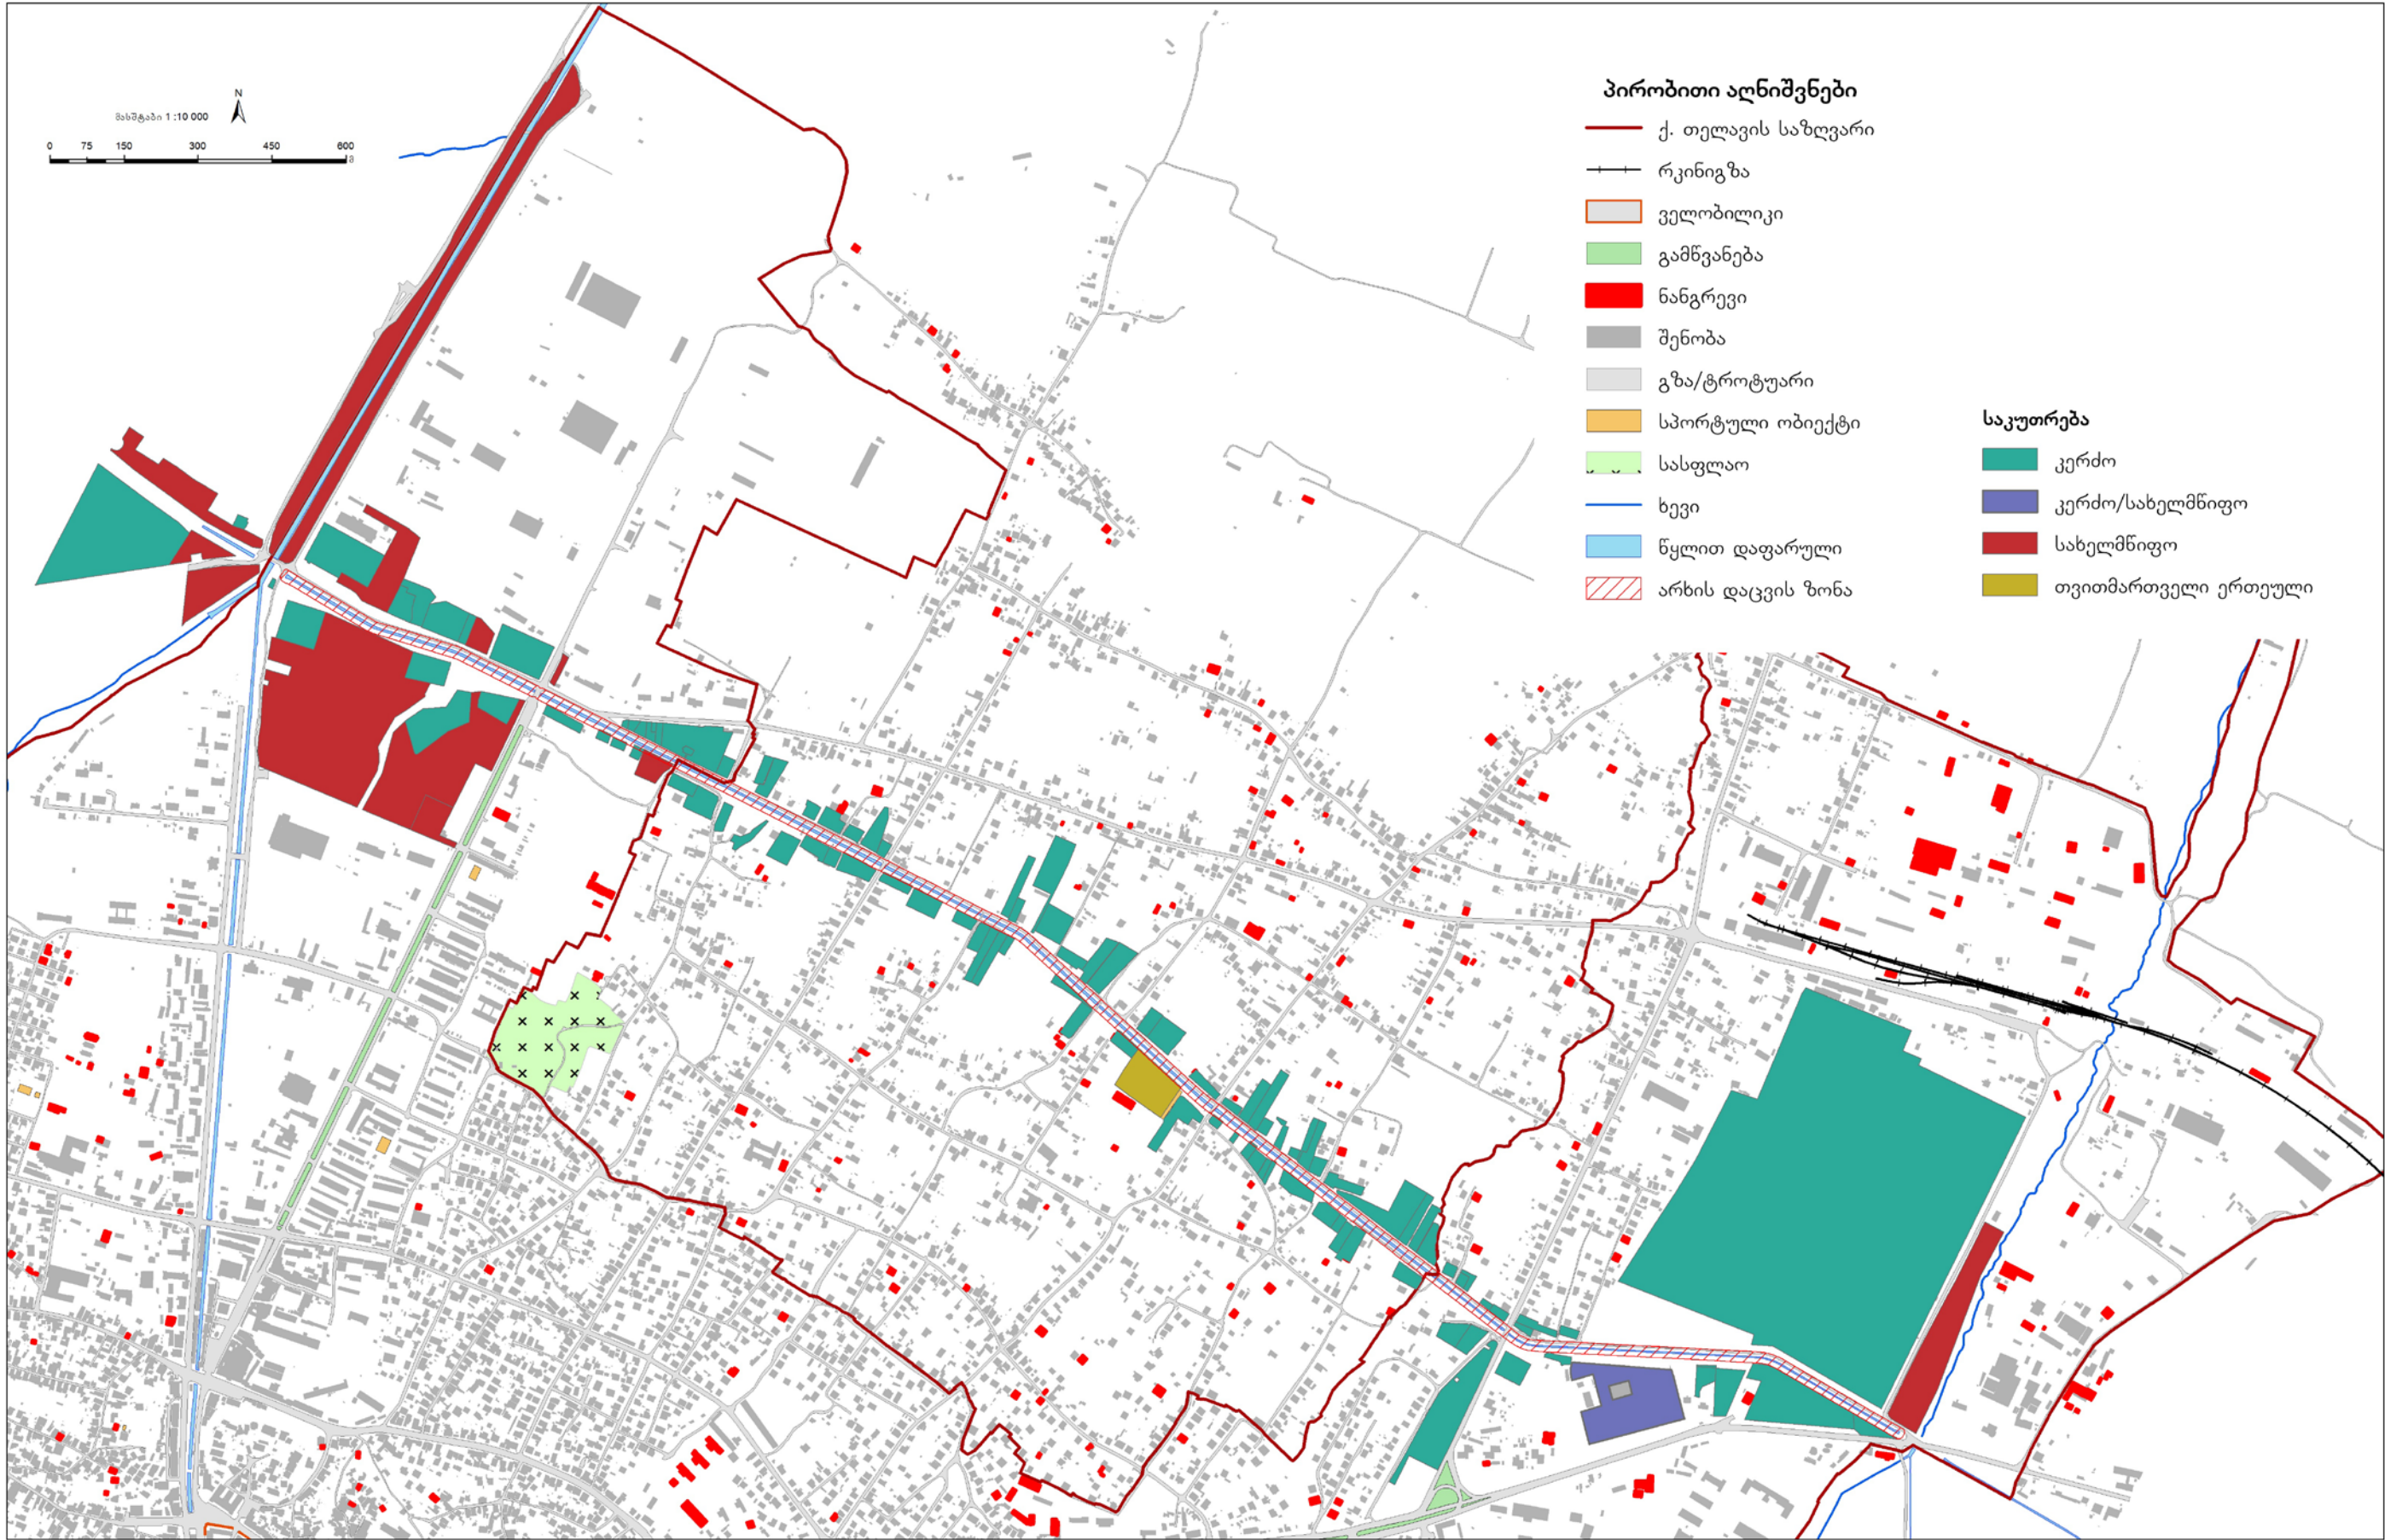 მასშტაბი 1 :10 000
N
0 75 150 300 450 600
მ
პირობითი აღნიშვნები
ქ. თელავის საზღვარი
რკინიგზა
ველობილიკი
გამწვანება
ნანგრევი
შენობა
გზა/ტროტუარი
სპორტული ობიექტი
სასფლაო
ხევი
წყლით დაფარული
არხის დაცვის ზონა
საკუთრება
კერძო
კერძო/სახელმწიფო
სახელმწიფო
თვითმართველი ერთეული